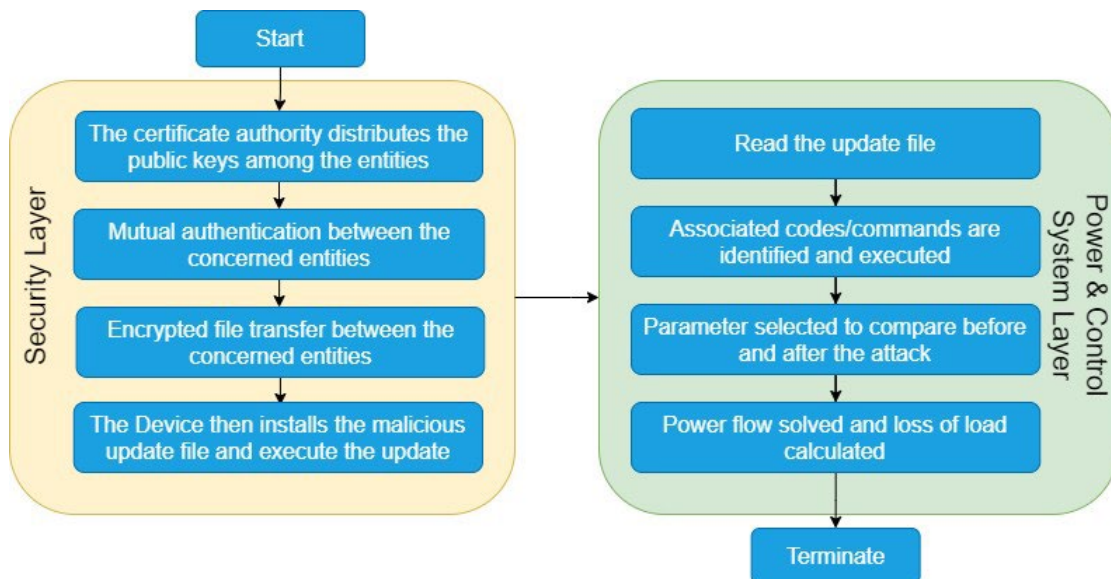 Start
Security Layer
The certificate authority distributes the
public keys among the entities
Mutual authentication between the
concerned entities
Encrypted file transfer between the
concerned entities
The Device then installs the malicious
update file and execute the update
Read the update file
Associated codes/commands are
identified and executed
Parameter selected to compare before
and after the attack
Power flow solved and loss of load
calculated
Power & Control
System Layer
Terminate